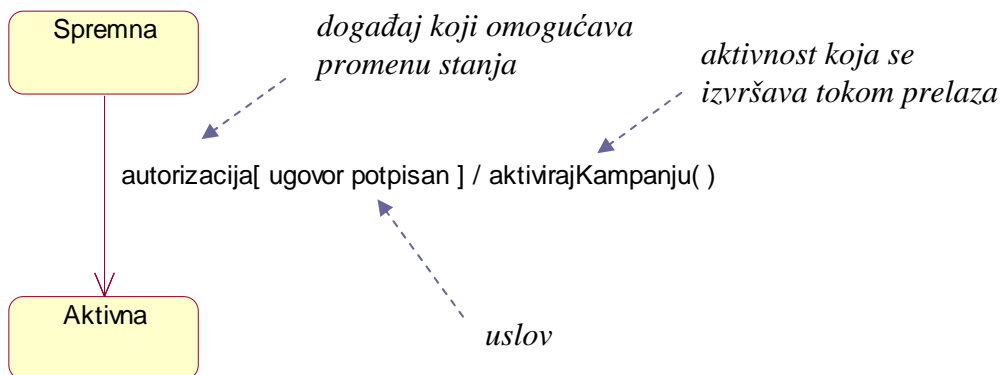 Spremna
događaj koji omogućava
promenu stanja
aktivnost koja se
izvršava tokom prelaza
autorizacija[ ugovor potpisan ] / aktivirajKampanju( )
Aktivna
uslov